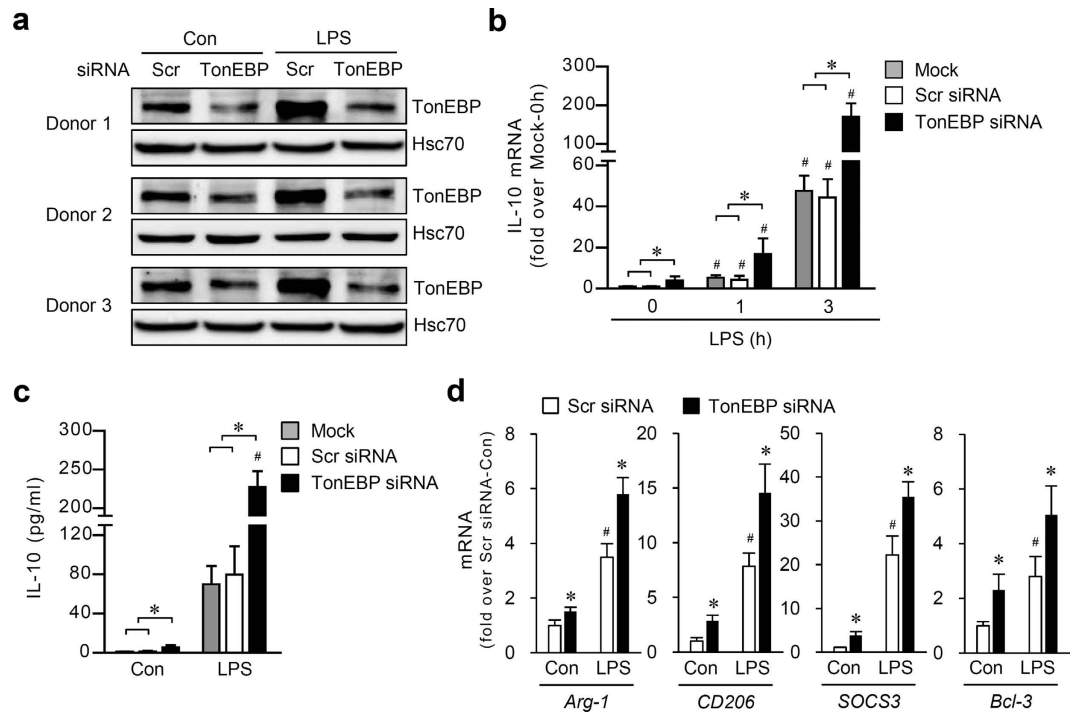 a
Con LPS
siRNA Scr TonEBP Scr TonEBP
Donor 1 TonEBP
Hsc70
Donor 2 TonEBP
Hsc70
Donor 3 TonEBP
Hsc70
b
IL-10 mRNA
(fold over Mock-0h)
300
200
100
60
40
20
0
* * *
# # # # # #
0 1 3
LPS (h)
Mock
Scr siRNA
TonEBP siRNA
c
IL-10 (pg/ml)
300
250
200
120
80
40
0
* *
#
Con LPS
Mock
Scr siRNA
TonEBP siRNA
d
Scr siRNA TonEBP siRNA
mRNA
(fold over Scr siRNA-Con)
8
6
4
2
0
* # *
Con LPS
Arg-1
20
15
10
5
0
* # *
Con LPS
CD206
50
40
30
20
10
0
* # *
Con LPS
SOCS3
8
6
4
2
0
* # *
Con LPS
Bcl-3